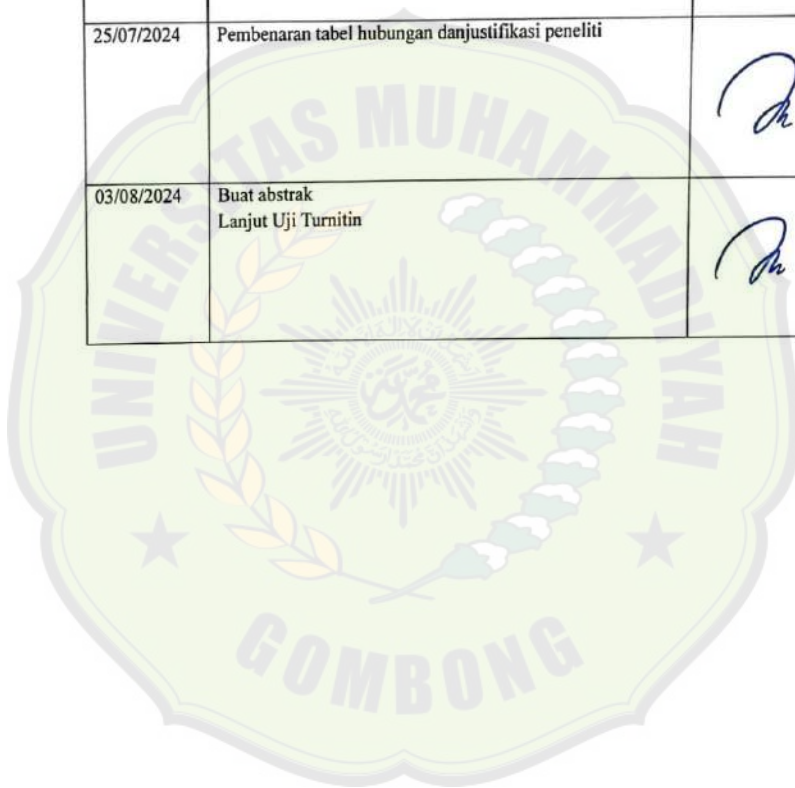 25/07/2024 Pembenaran tabel hubungan danjustifikasi peneliti
03/08/2024 Buat abstrak
Lanjut Uji Turnitin
UNIVERSITAS MUHAMMADIYAH
GOMBONG